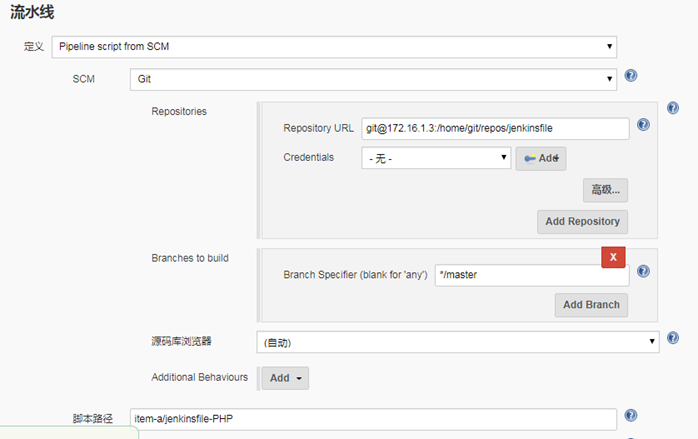 流水线
定义 Pipeline script from SCM
SCM Git
Repositories
Repository URL git@172.16.1.3:/home/git/repos/jenkinsfile
Credentials - 无 - Add
高级...
Add Repository
X
Branches to build
Branch Specifier (blank for 'any') */master
Add Branch
源码库浏览器 (自动)
Additional Behaviours Add
脚本路径 item-a/jenkinsfile-PHP